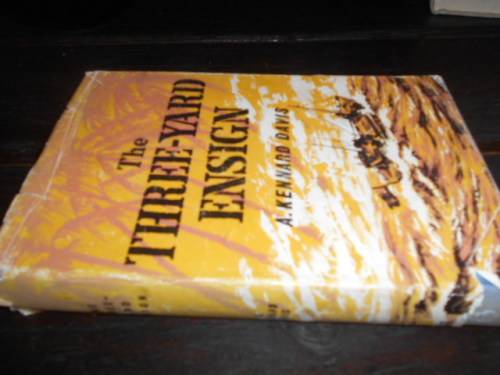 The
THREE-YARD
ENSIGN
A. KENNARD DAVIS